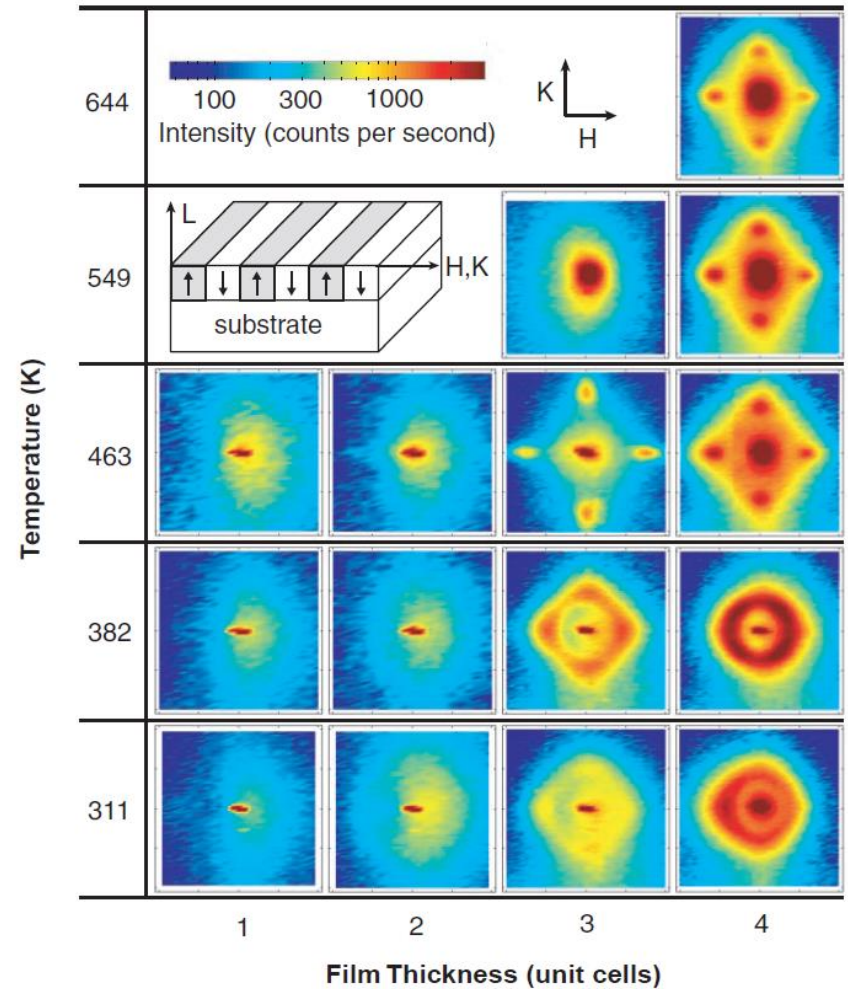 644
100 300 1000
Intensity (counts per second)
K
H
549
L
H,K
substrate
Temperature (K)
463
382
311
1 2 3 4
Film Thickness (unit cells)